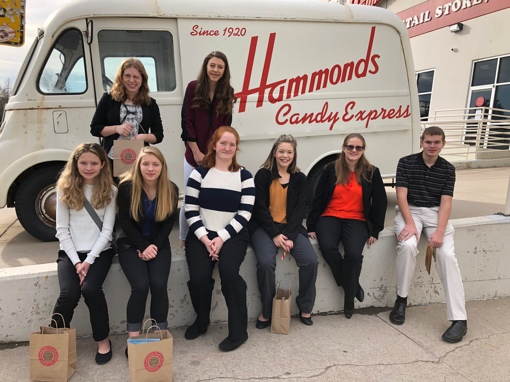 Since 1920
Hammonds
Candy Express
TAIL STORE